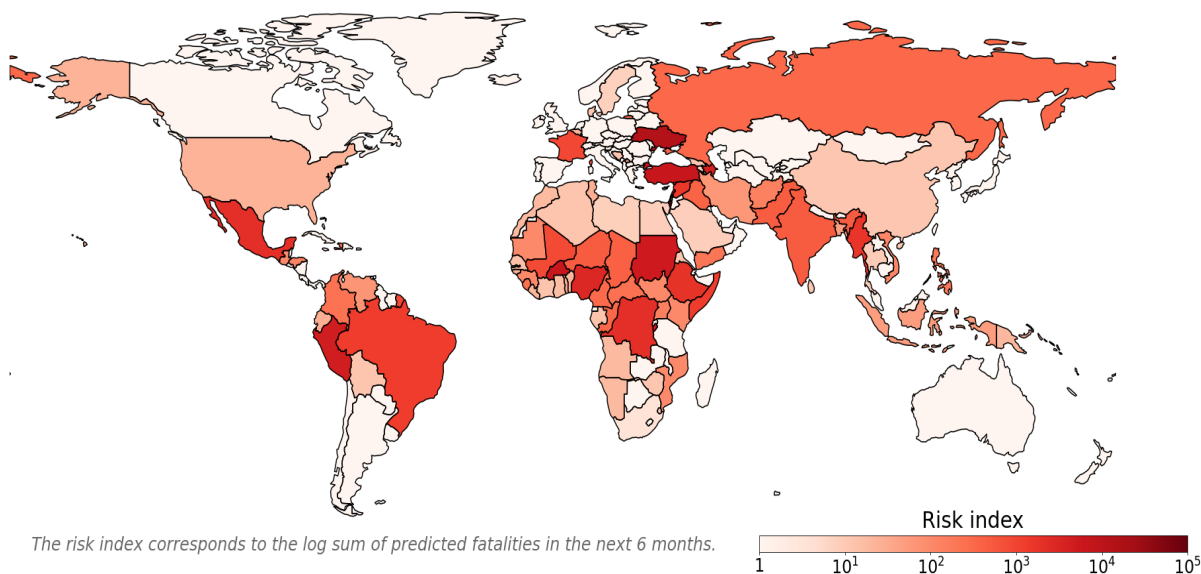 Risk index
The risk index corresponds to the log sum of predicted fatalities in the next 6 months.
1 10¹ 10² 10³ 10⁴ 10⁵